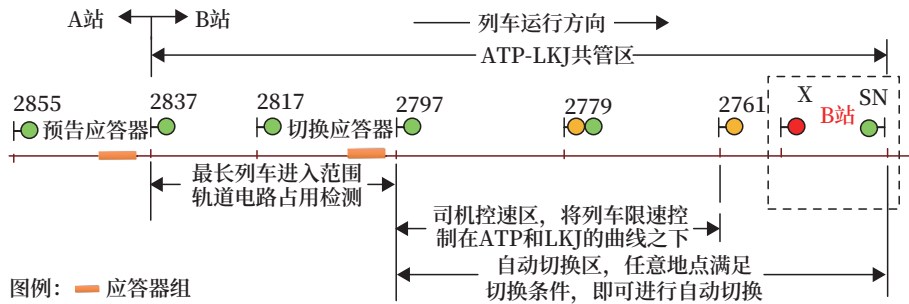 A站
B站
列车运行方向
ATP-LKJ共管区
2855
2837
2817
2797
2779
2761
X
SN
预告应答器
切换应答器
B站
最长列车进入范围
轨道电路占用检测
司机控速区，将列车限速控
制在ATP和LKJ的曲线之下
自动切换区，任意地点满足
切换条件，即可进行自动切换
图例：
应答器组